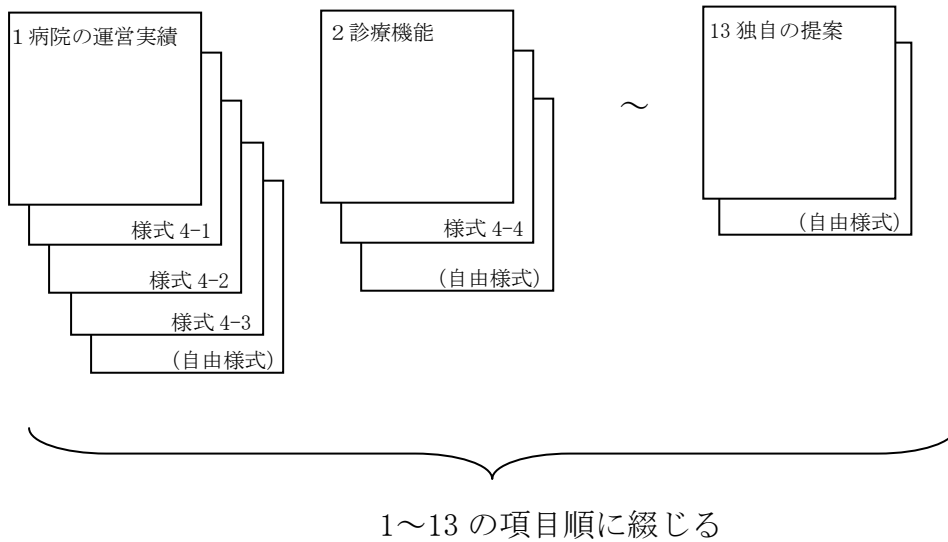 1 病院の運営実績
様式 4-1
様式 4-2
様式 4-3
(自由様式)
2 診療機能
様式 4-4
(自由様式)
～
13 独自の提案
(自由様式)
1～13 の項目順に綴じる